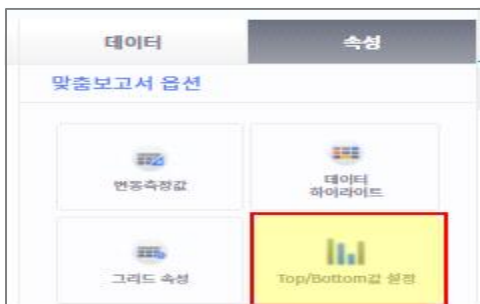 데이터 속성
맞춤보고서 옵션
변동측정값 데이터
하이라이트
그리드 속성 Top/Bottom값 설정